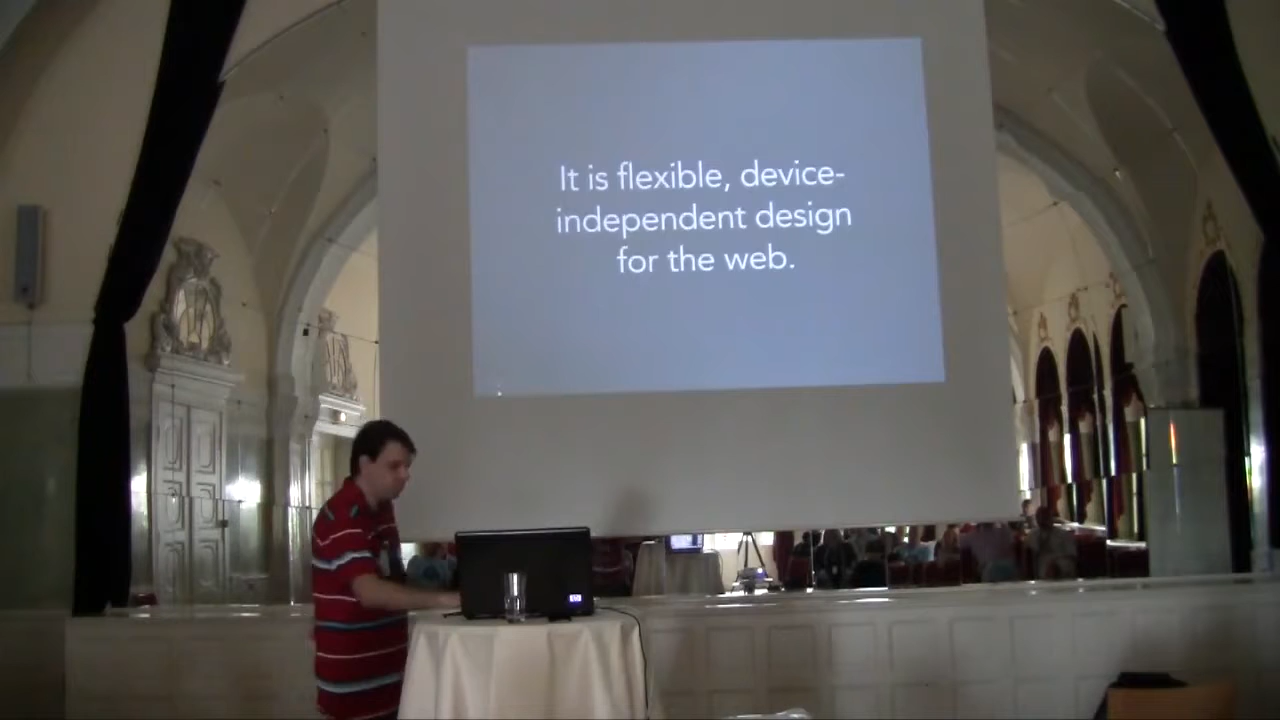 It is flexible, device-
independent design
for the web.